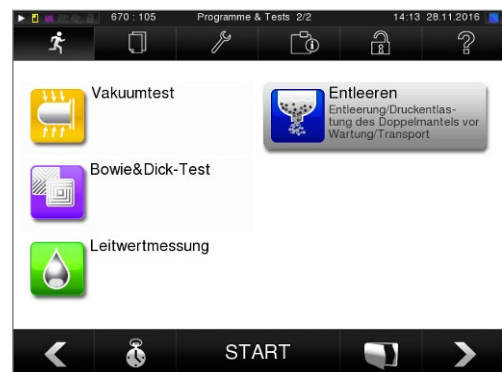 670 : 105 Programme & Tests 2/2 14:13 28.11.2016
Vakuumtest
Bowie&Dick-Test
Leitwertmessung
Entleeren
Entleerung/Druckentlas-
tung des Doppelmantels vor
Wartung/Transport
START